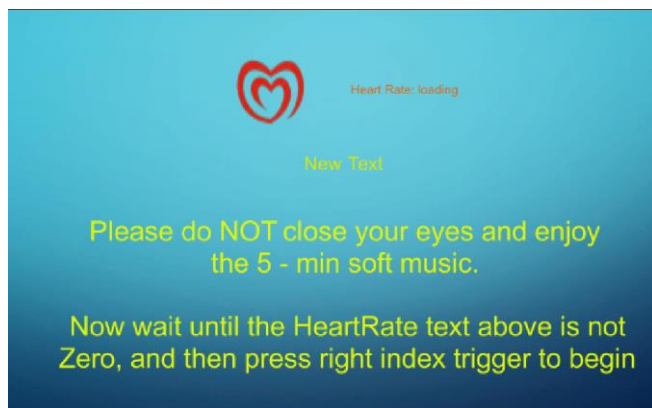 Heart Rate: loading
New Text
Please do NOT close your eyes and enjoy
the 5 - min soft music.
Now wait until the HeartRate text above is not
Zero, and then press right index trigger to begin